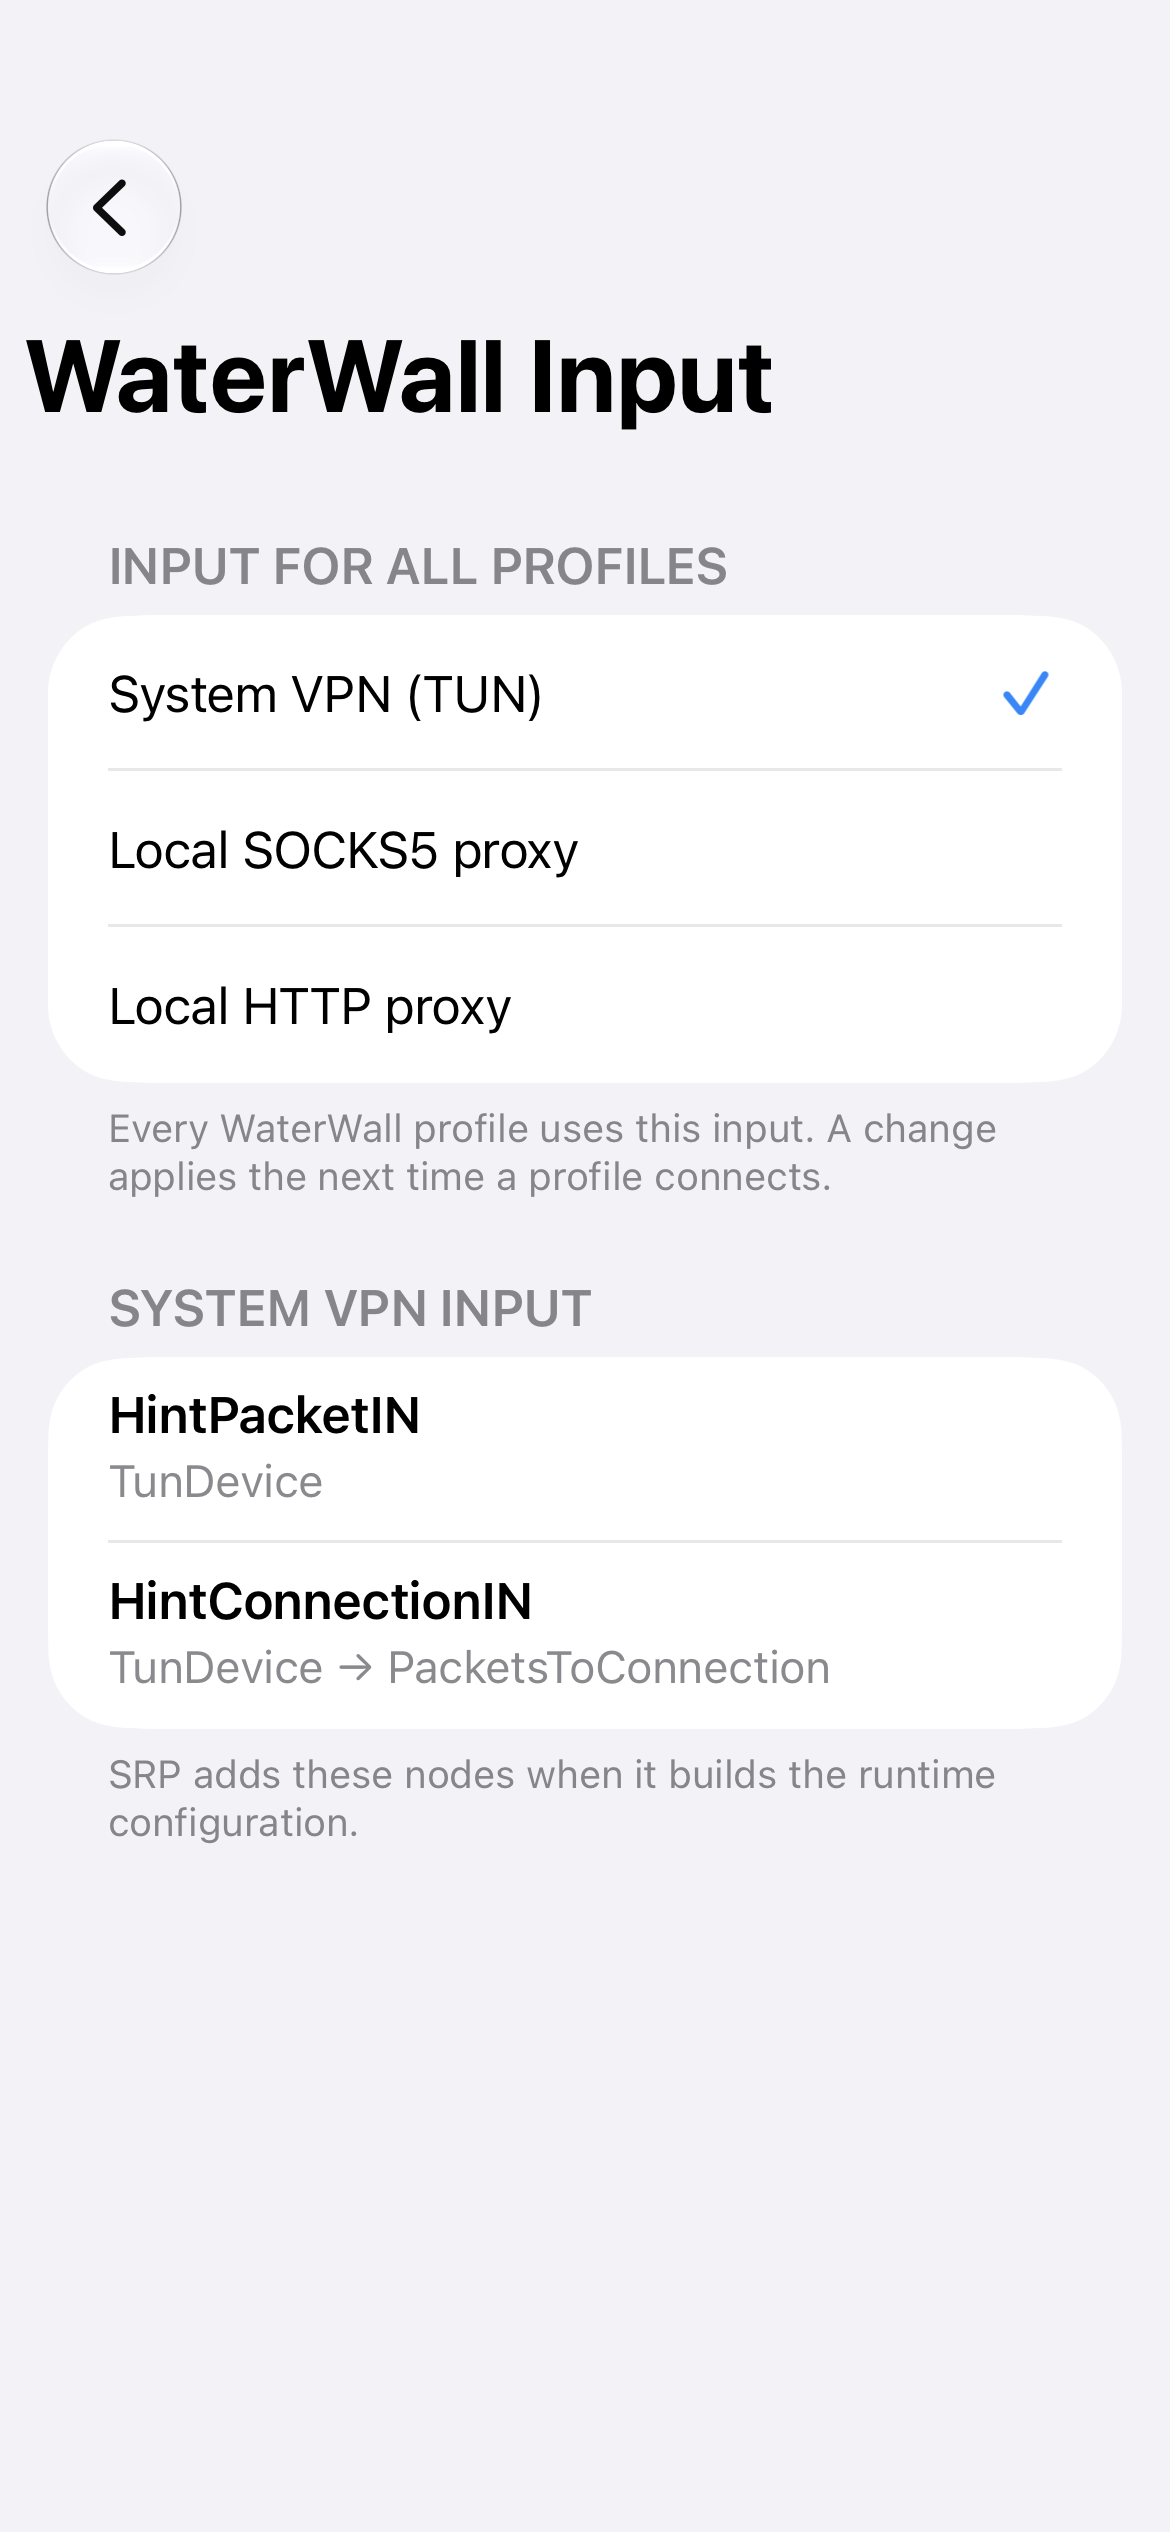 WaterWall Input
INPUT FOR ALL PROFILES
System VPN (TUN)
Local SOCKS5 proxy
Local HTTP proxy
Every WaterWall profile uses this input. A change
applies the next time a profile connects.
SYSTEM VPN INPUT
HintPacketIN
TunDevice
HintConnectionIN
TunDevice → PacketsToConnection
SRP adds these nodes when it builds the runtime
configuration.